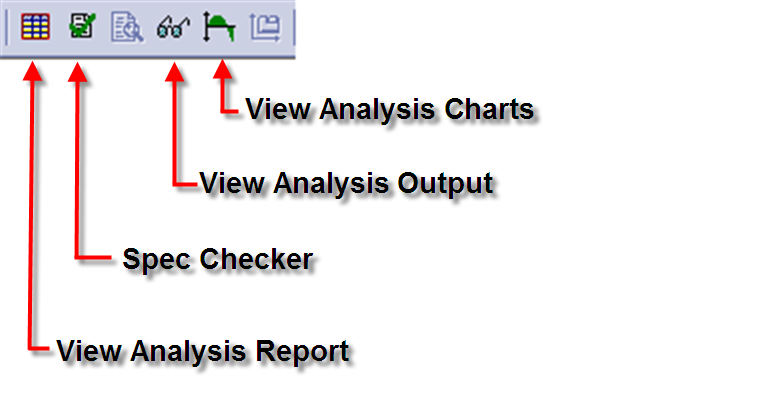 View Analysis Charts
View Analysis Output
Spec Checker
View Analysis Report